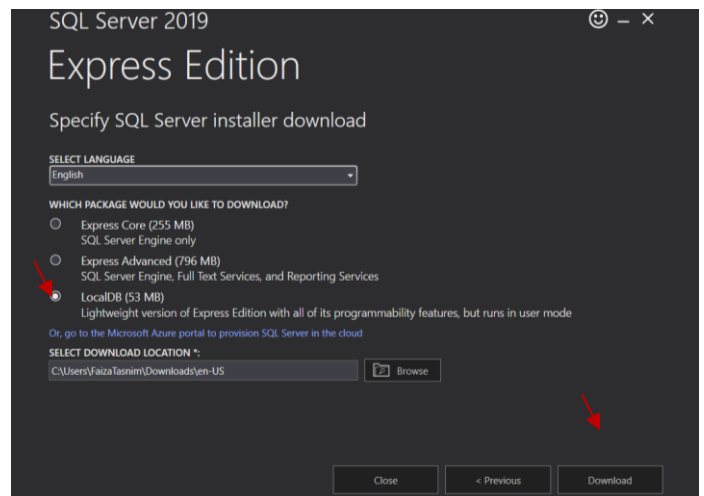 SQL Server 2019
Express Edition
Specify SQL Server installer download
SELECT LANGUAGE
English
WHICH PACKAGE WOULD YOU LIKE TO DOWNLOAD?
Express Core (255 MB)
SQL Server Engine only
Express Advanced (796 MB)
SQL Server Engine, Full Text Services, and Reporting Services
LocalDB (53 MB)
Lightweight version of Express Edition with all of its programmability features, but runs in user mode
Or, go to the Microsoft Azure portal to provision SQL Server in the cloud
SELECT DOWNLOAD LOCATION *:
C:\Users\FaizaTasnim\Downloads\en-US
Browse
Close
< Previous
Download